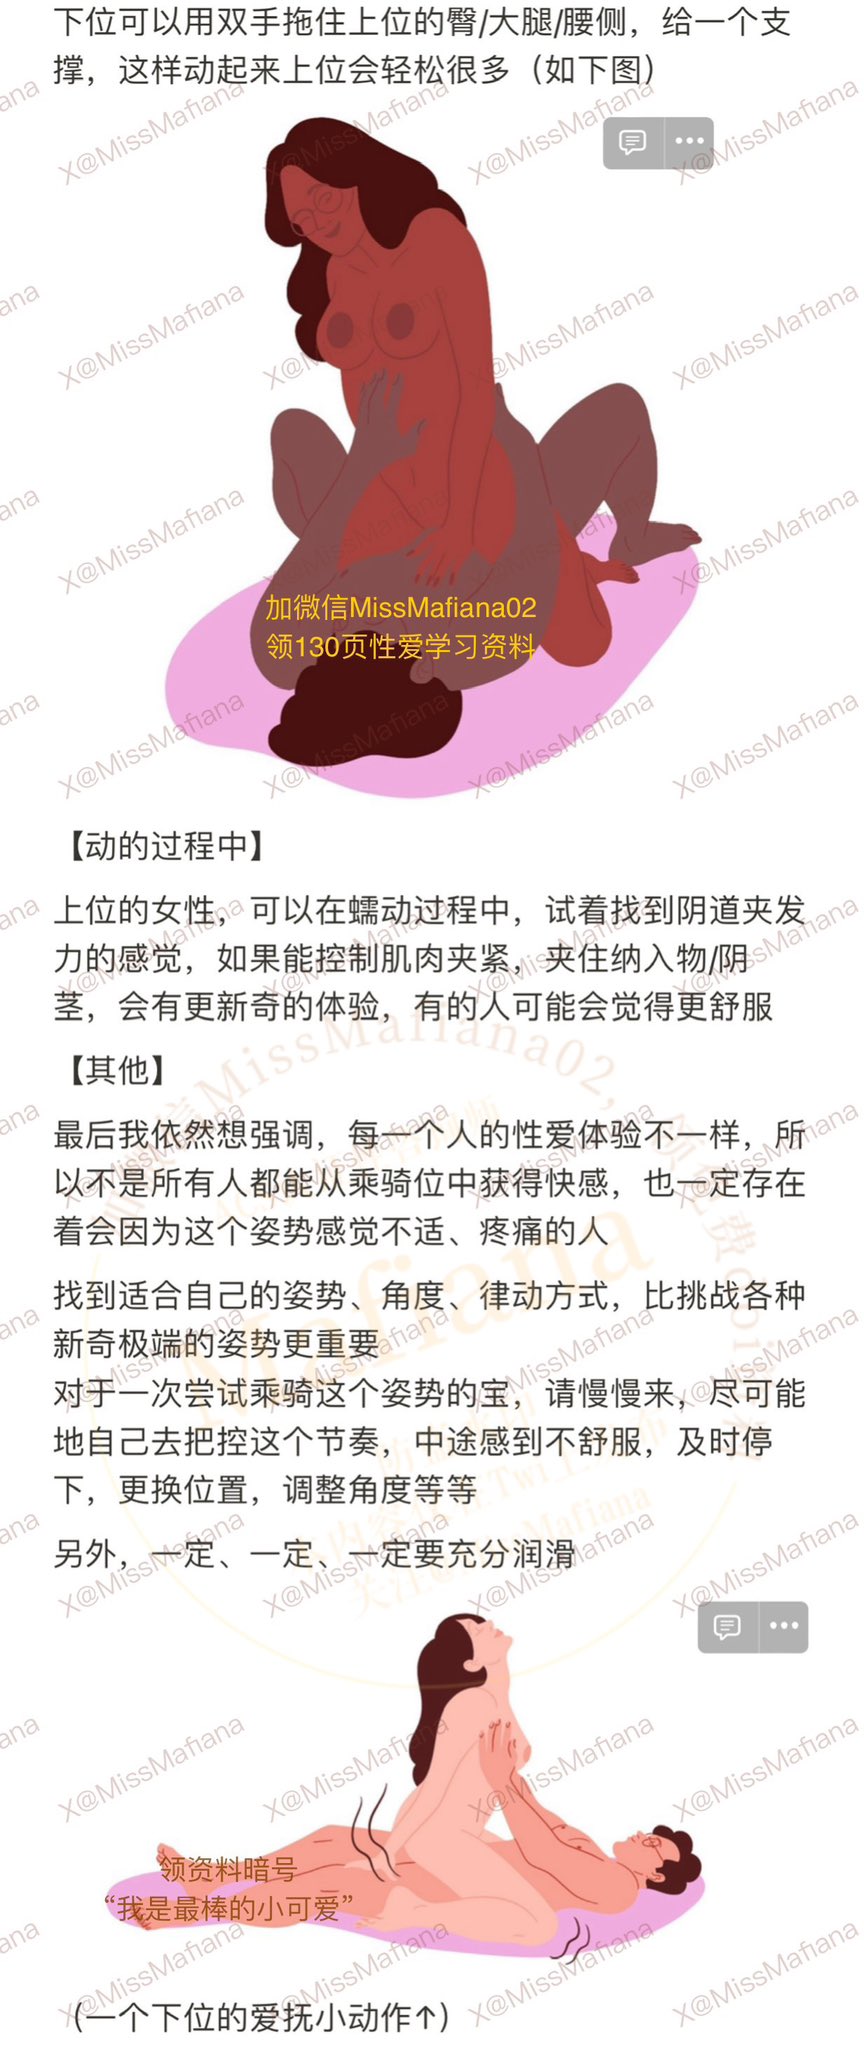 下位可以用双手拖住上位的臀/大腿/腰侧，给一个支
撑，这样动起来上位会轻松很多（如下图）
加微信MissMafiana02
领130页性爱学习资料
【动的过程中】
上位的女性，可以在蠕动过程中，试着找到阴道夹发
力的感觉，如果能控制肌肉夹紧，夹住纳入物/阴
茎，会有更新奇的体验，有的人可能会觉得更舒服
【其他】
最后我依然想强调，每一个人的性爱体验不一样，所
以不是所有人都能从乘骑位中获得快感，也一定存在
着会因为这个姿势感觉不适、疼痛的人
找到适合自己的姿势、角度、律动方式，比挑战各种
新奇极端的姿势更重要
对于一次尝试乘骑这个姿势的宝，请慢慢来，尽可能
地自己去把控这个节奏，中途感到不舒服，及时停
下，更换位置，调整角度等等
另外，一定、一定、一定要充分润滑
领资料暗号
“我是最棒的小可爱”
（一个下位的爱抚小动作↑）
X@MissMafiana
Mafiana